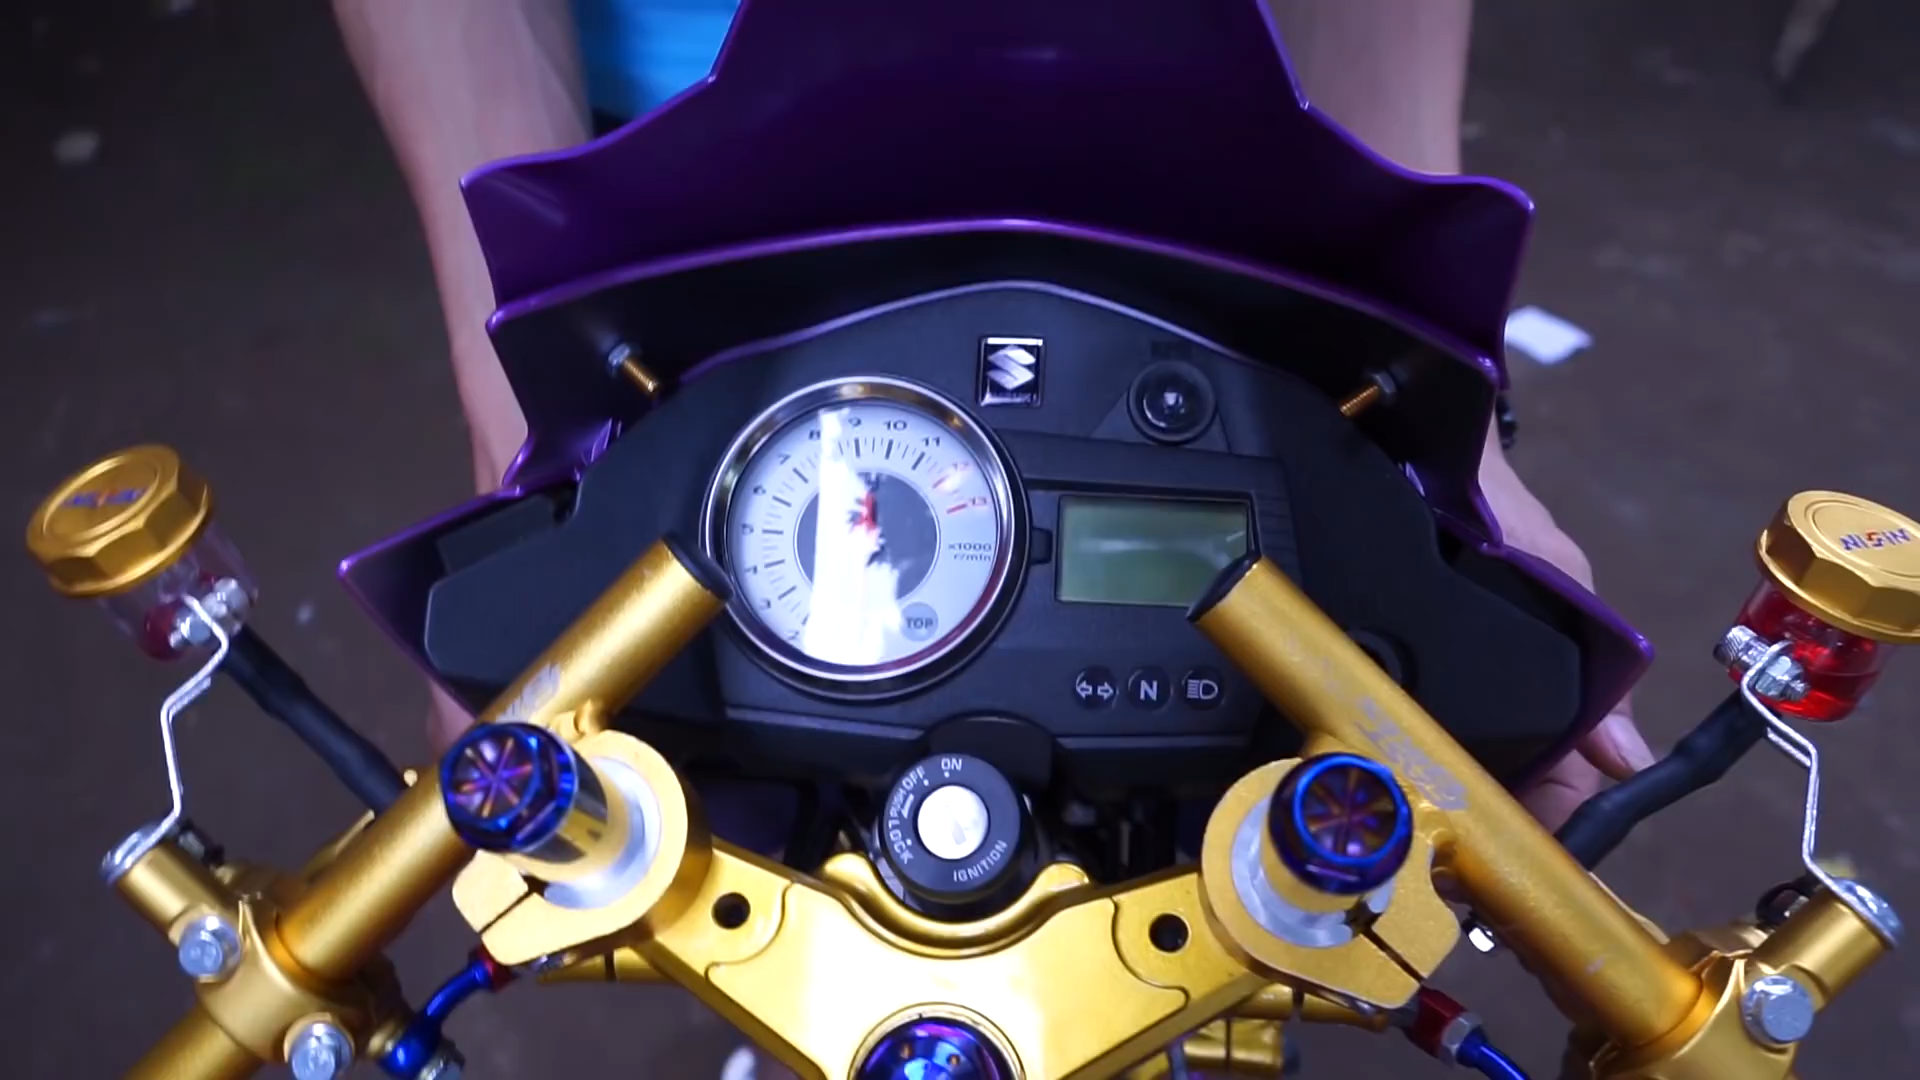 8 9 10 11 12 13
7
6
5
4
3
2
x1000
r/min
TOP
N
NISSIN
ON
OFF
PUSH
LOCK
IGNITION